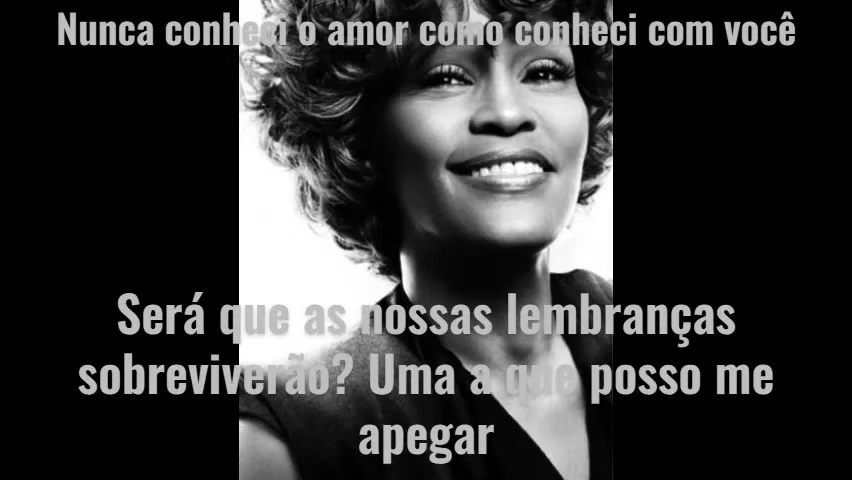 Nunca conheci o amor como conheci com você
Será que as nossas lembranças
sobreviverão? Uma a que posso me
apegar